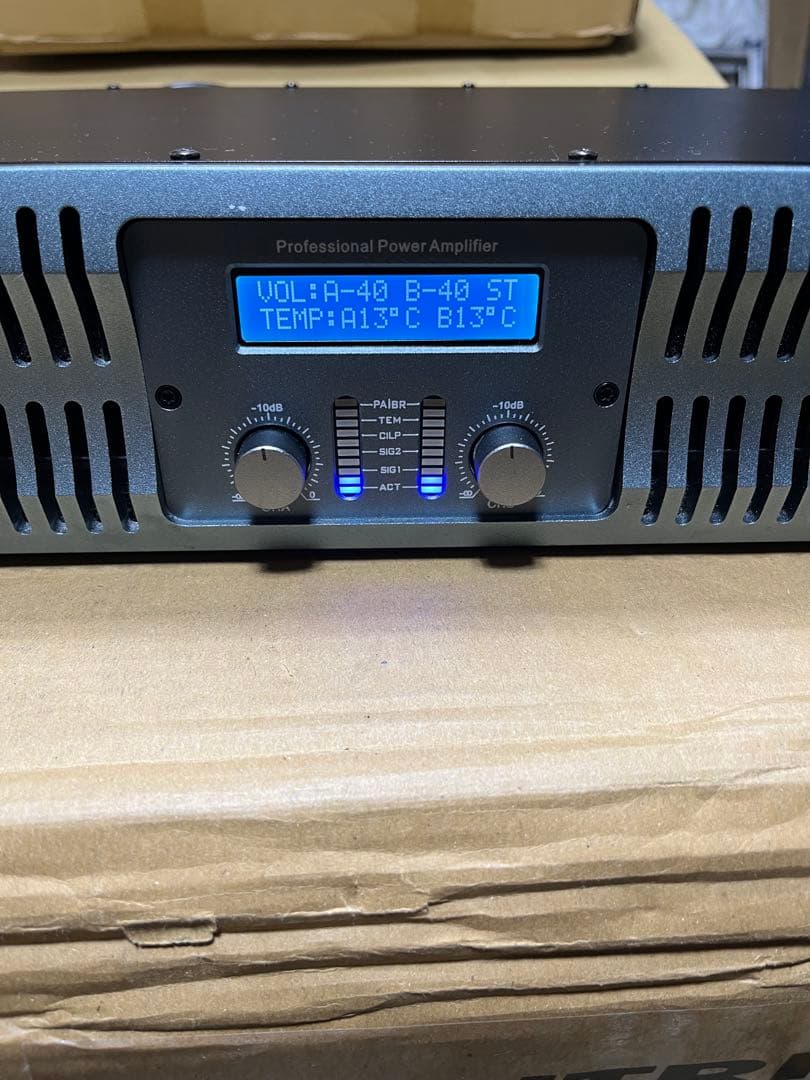 Professional Power Amplifier
VOL:A-40 B-40 ST
TEMP:A13°C B13°C
-10dB
-10dB
PA|BR
TEM
CILP
SIG2
SIG1
ACT
0
-∞